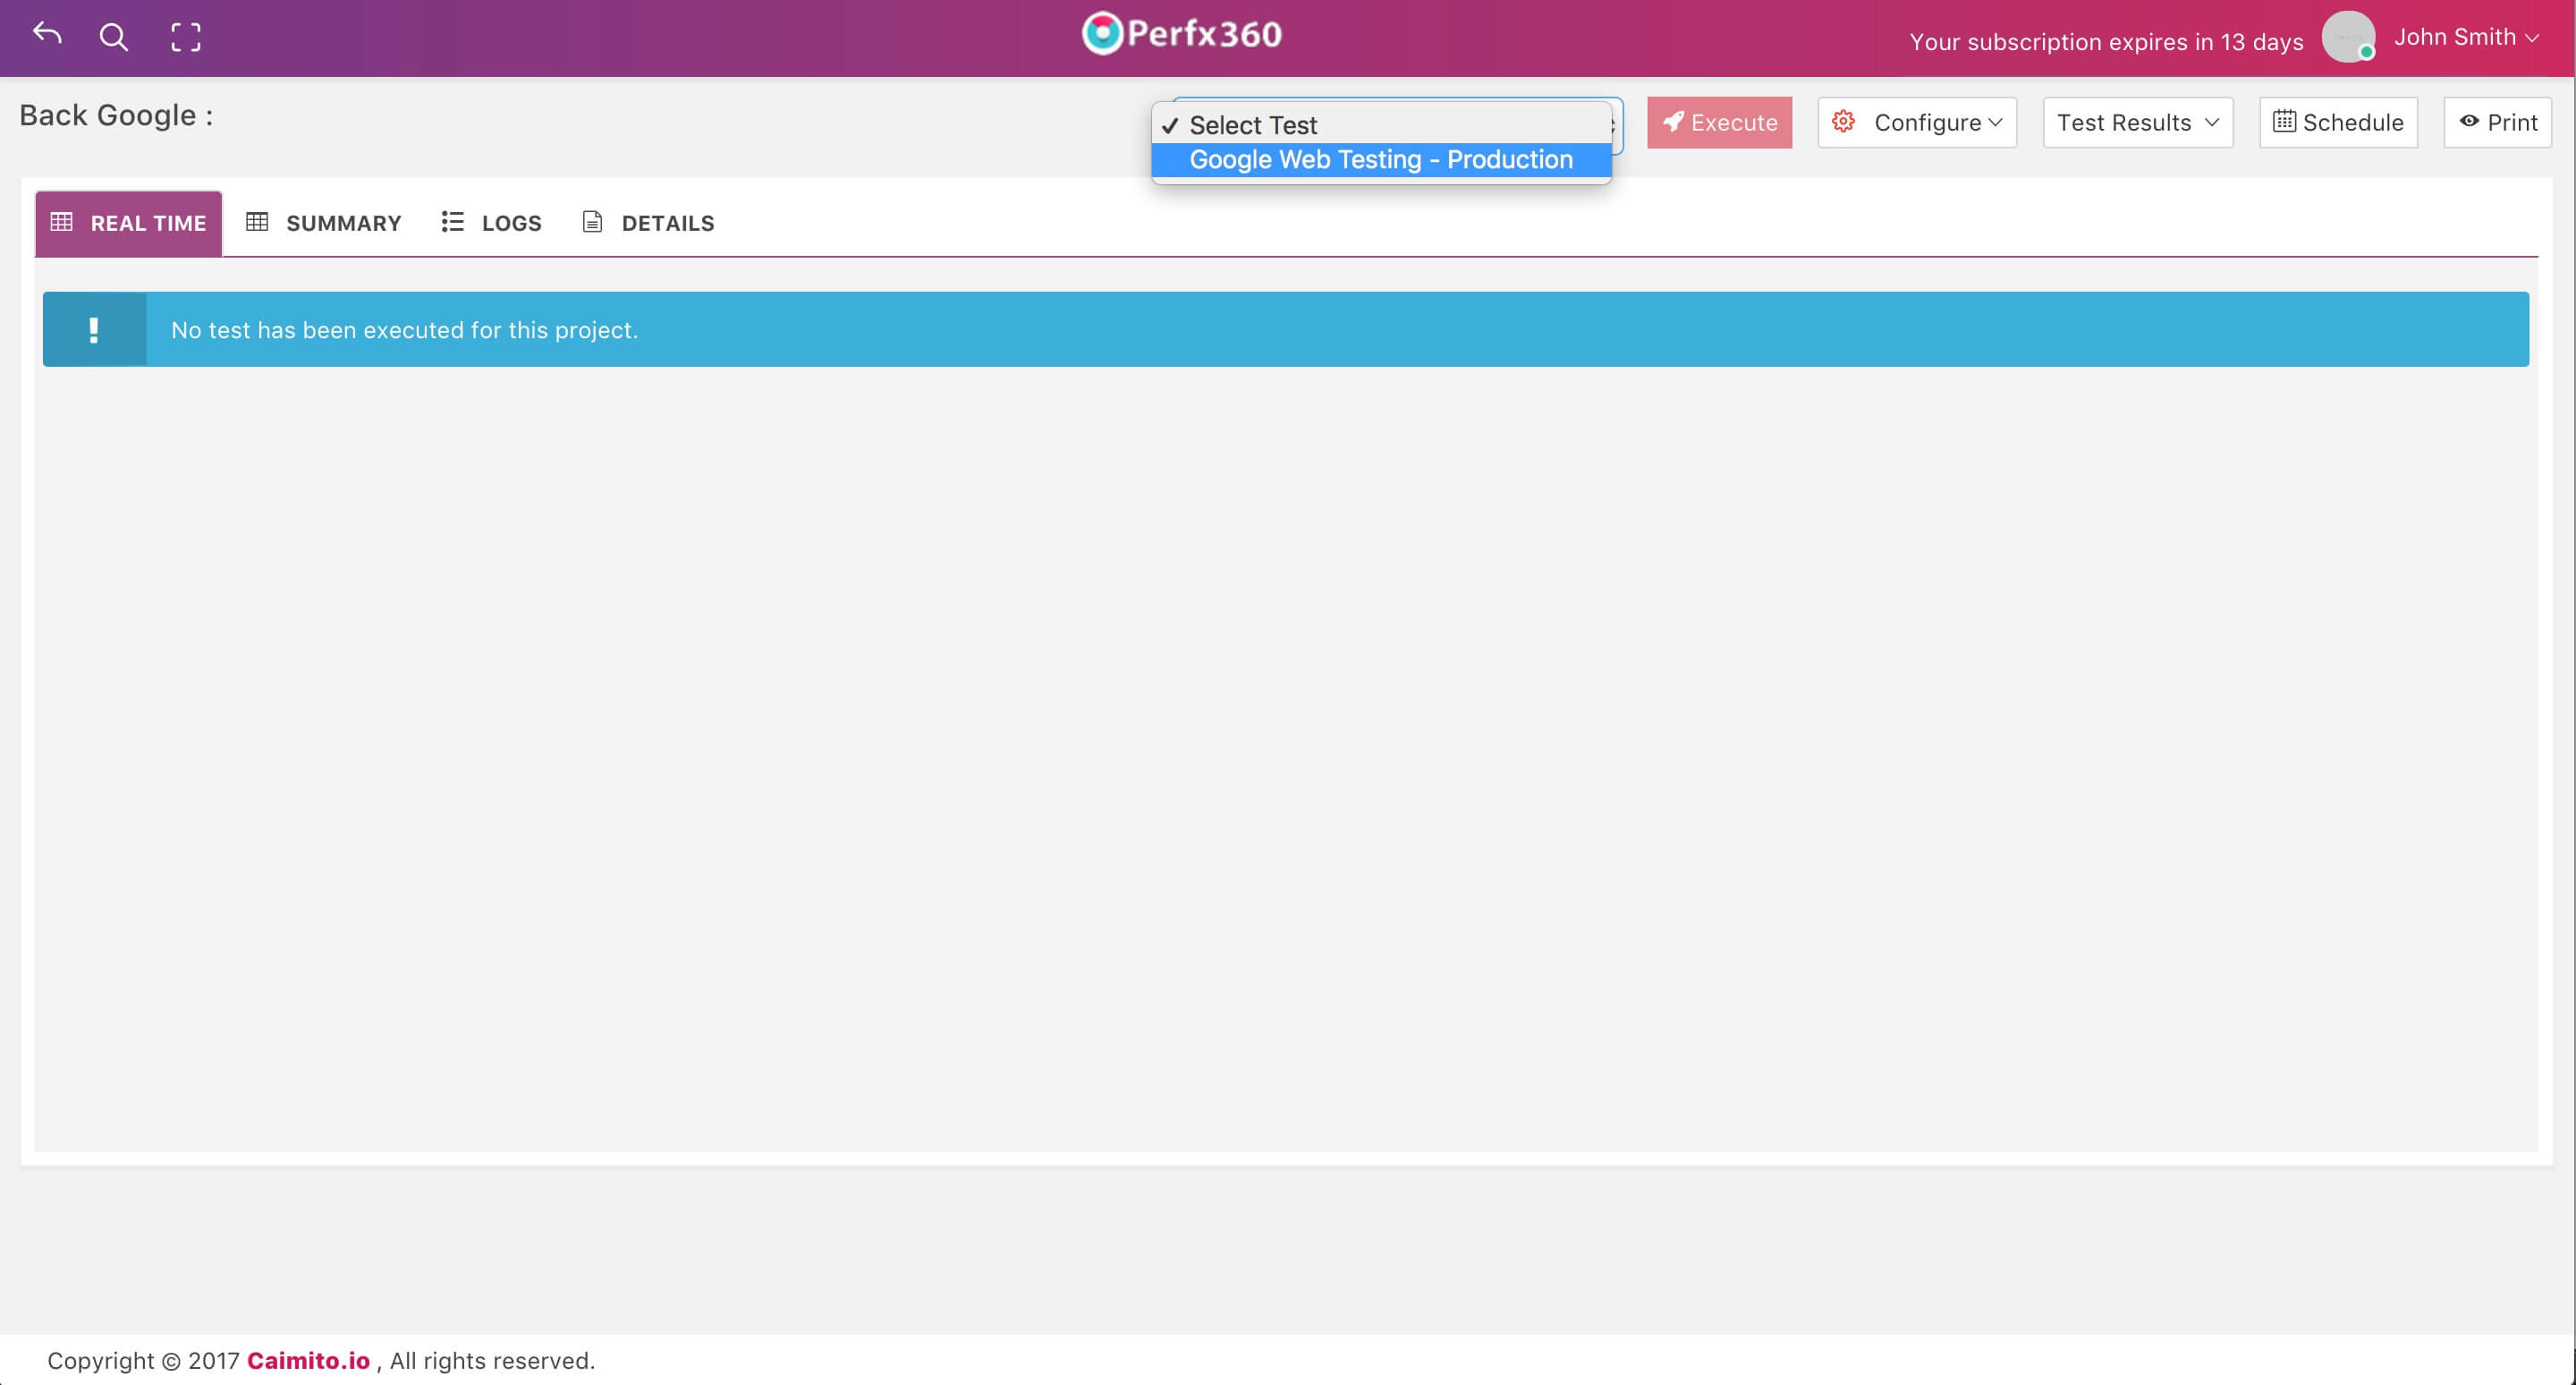 Perfx360
Your subscription expires in 13 days
John Smith
Back Google :
Select Test
Google Web Testing - Production
Execute
Configure
Test Results
Schedule
Print
REAL TIME
SUMMARY
LOGS
DETAILS
No test has been executed for this project.
Copyright © 2017 Caimito.io , All rights reserved.